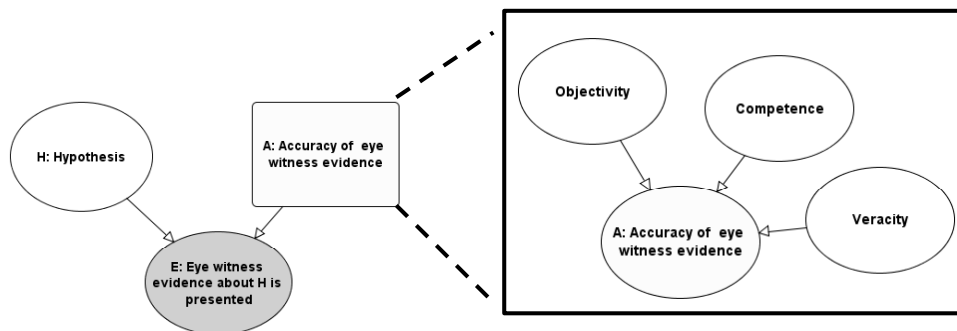 H: Hypothesis
A: Accuracy of eye
witness evidence
E: Eye witness
evidence about H is
presented
Objectivity
Competence
Veracity
A: Accuracy of eye
witness evidence